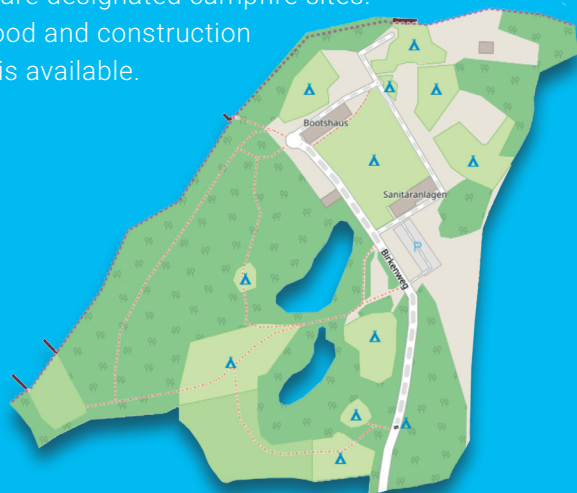 are designated campfire sites.
ood and construction
is available.
Bootshaus
Sanitäranlagen
P
Birkenweg